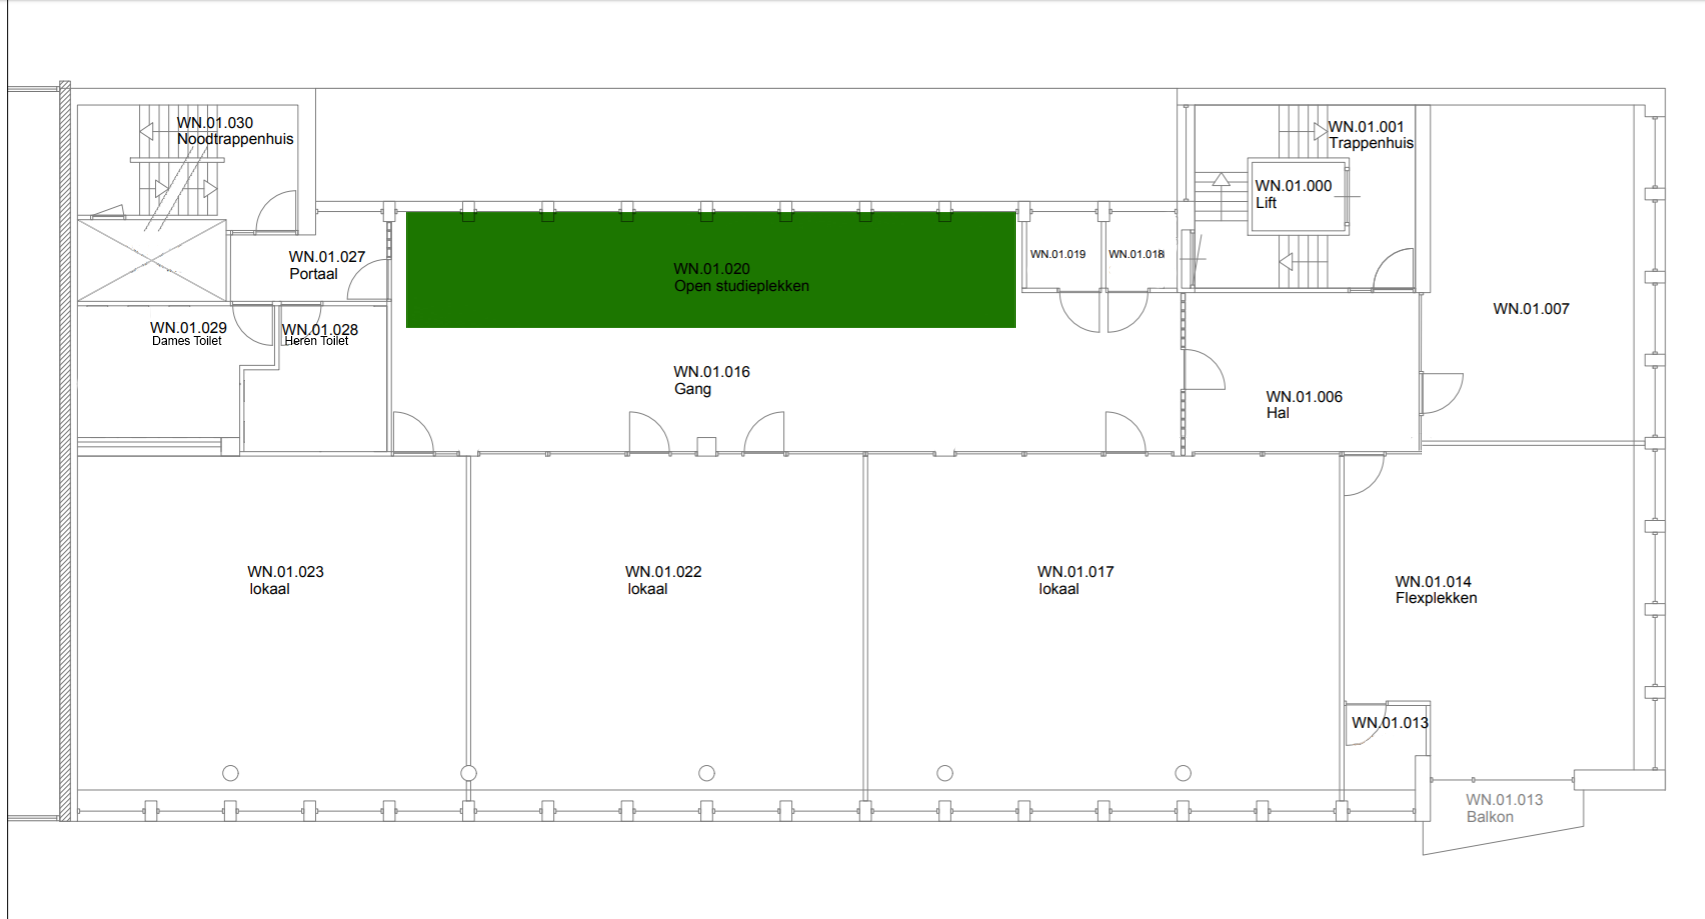 WN.01.030
Noodtrappenhuis
WN.01.001
Trappenhuis
WN.01.000
Lift
WN.01.027
Portaal
WN.01.020
Open studieplekken
WN.01.019
WN.01.018
WN.01.007
WN.01.029
Dames Toilet
WN.01.028
Heren Toilet
WN.01.016
Gang
WN.01.006
Hal
WN.01.023
lokaal
WN.01.022
lokaal
WN.01.017
lokaal
WN.01.014
Flexplekken
WN.01.013
WN.01.013
Balkon